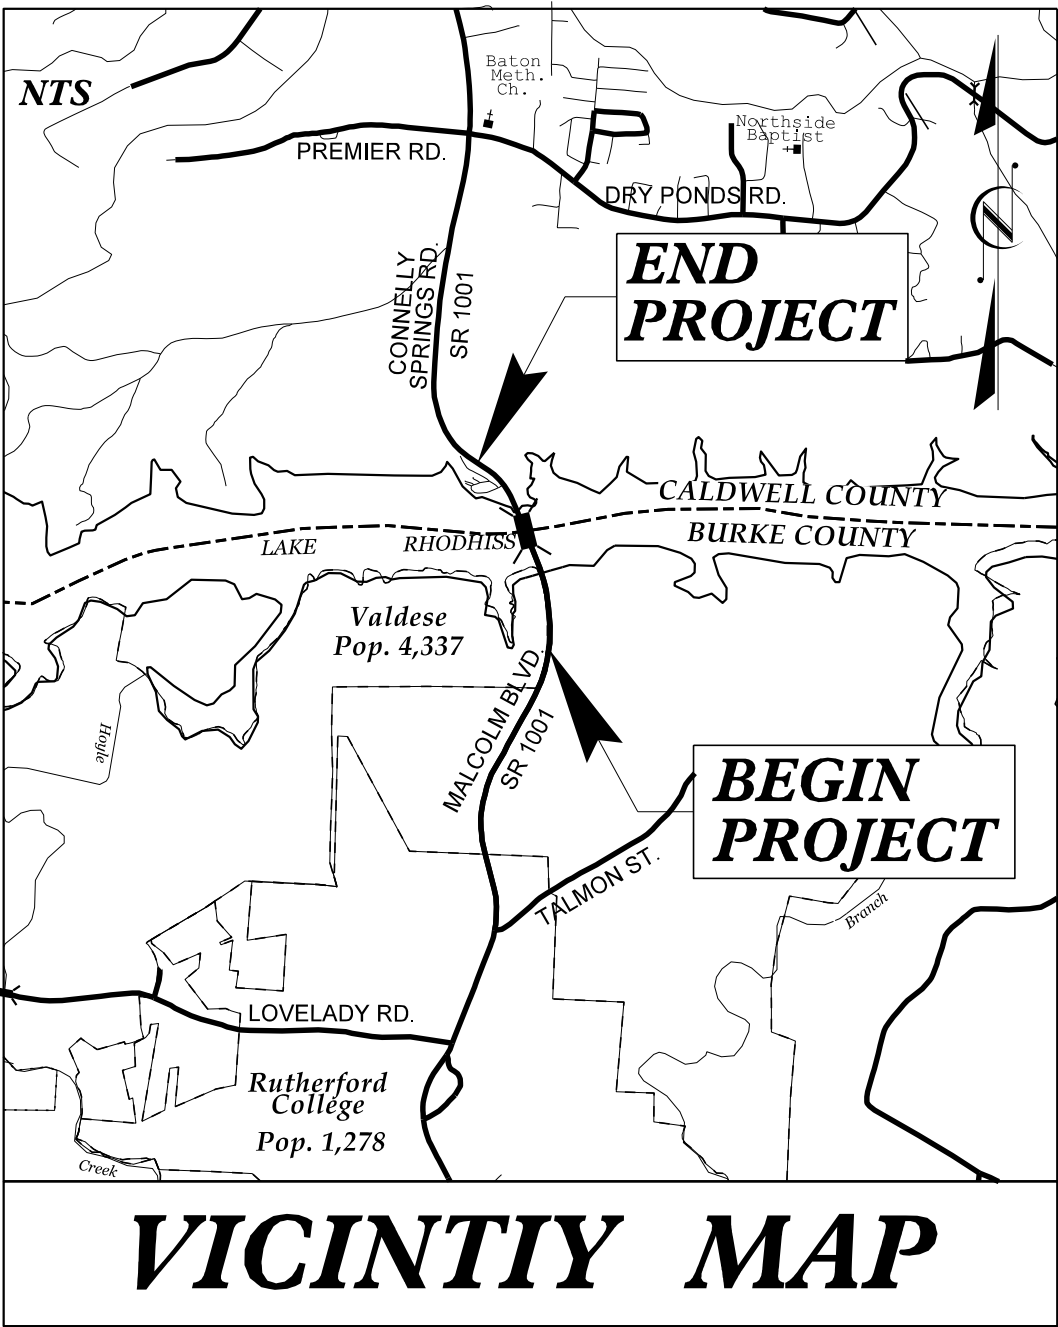 Baton
Meth.
Ch.
NTS
Northside
Baptist
PREMIER RD.
DRY PONDS RD.
END
PROJECT
CONNELLY
SPRINGS RD.
SR 1001
CALDWELL COUNTY
BURKE COUNTY
LAKE RHODHISS
Valdese
Pop. 4,337
MALCOLM BLVD.
SR 1001
Hoyle
BEGIN
PROJECT
TALMON ST.
Branch
LOVELADY RD.
Rutherford
College
Pop. 1,278
Creek
VICINTIY MAP